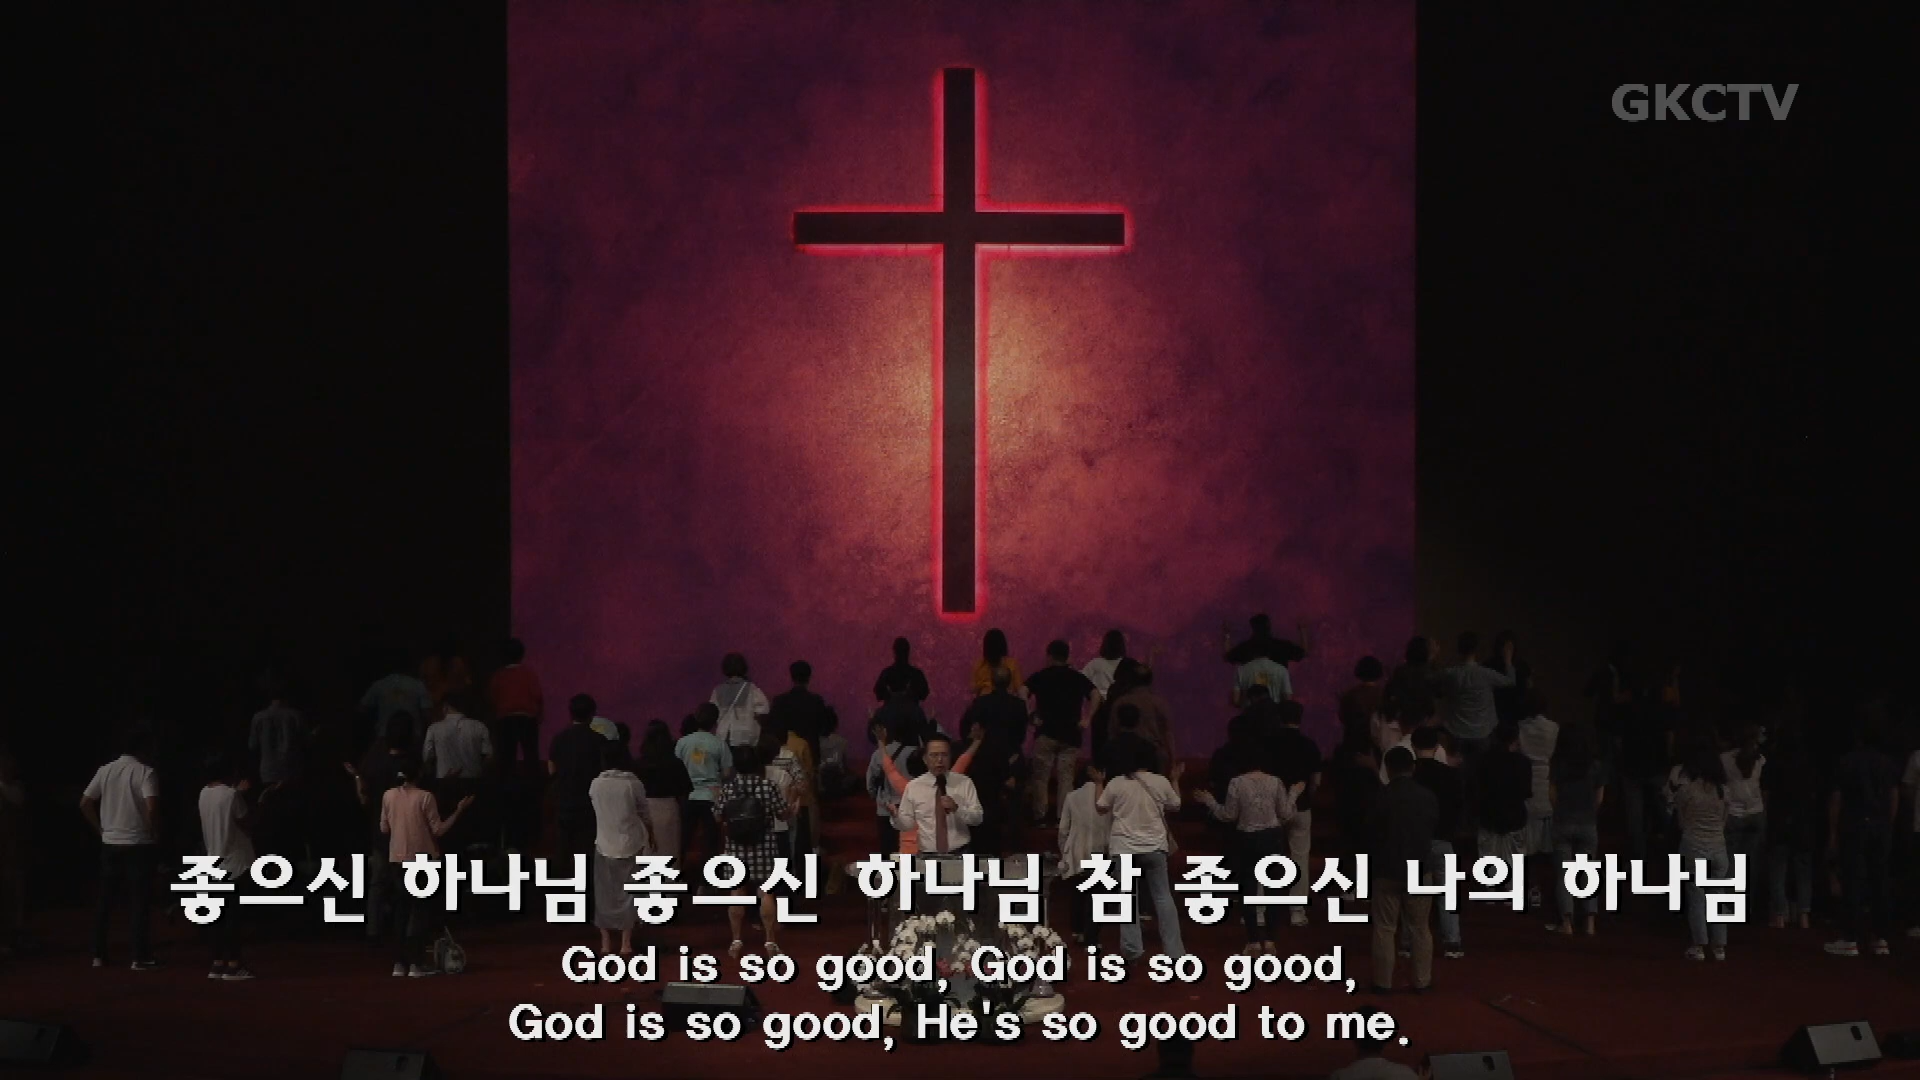 GKCTV
좋으신 하나님 좋으신 하나님 참 좋으신 나의 하나님
God is so good, God is so good,
God is so good, He's so good to me.